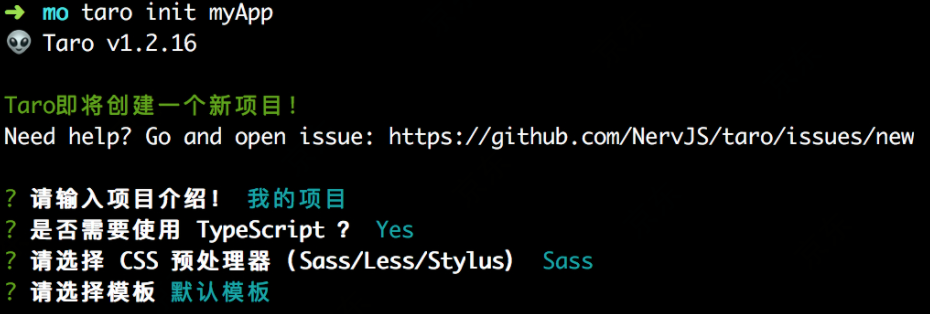 ➜ mo taro init myApp
👽 Taro v1.2.16
Taro即将创建一个新项目！
Need help? Go and open issue: https://github.com/NervJS/taro/issues/new
? 请输入项目介绍！ 我的项目
? 是否需要使用 TypeScript ？ Yes
? 请选择 CSS 预处理器（Sass/Less/Stylus） Sass
? 请选择模板 默认模板